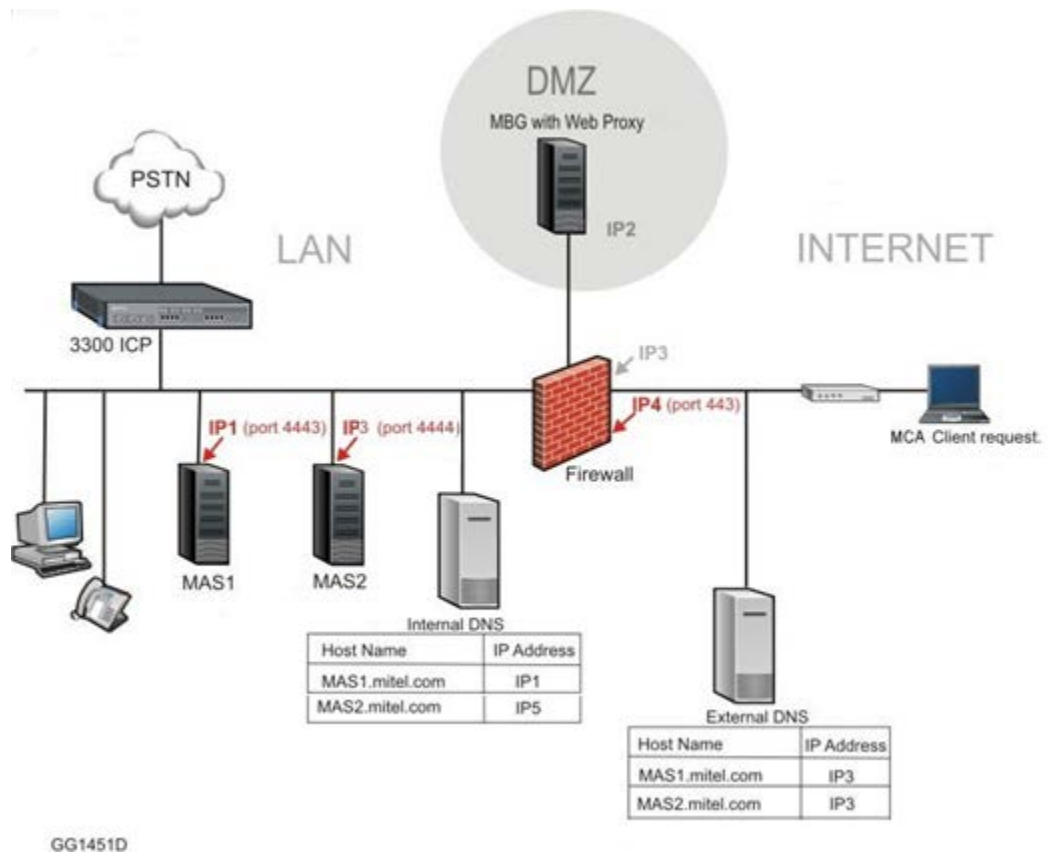 DMZ
MBG with Web Proxy
IP2
PSTN
LAN
INTERNET
3300 ICP
IP3
IP1 (port 4443)
IP3 (port 4444)
IP4 (port 443)
MCA Client request.
Firewall
MAS1
MAS2
Internal DNS
Host Name IP Address
MAS1.mitel.com IP1
MAS2.mitel.com IP5
External DNS
Host Name IP Address
MAS1.mitel.com IP3
MAS2.mitel.com IP3
GG1451D